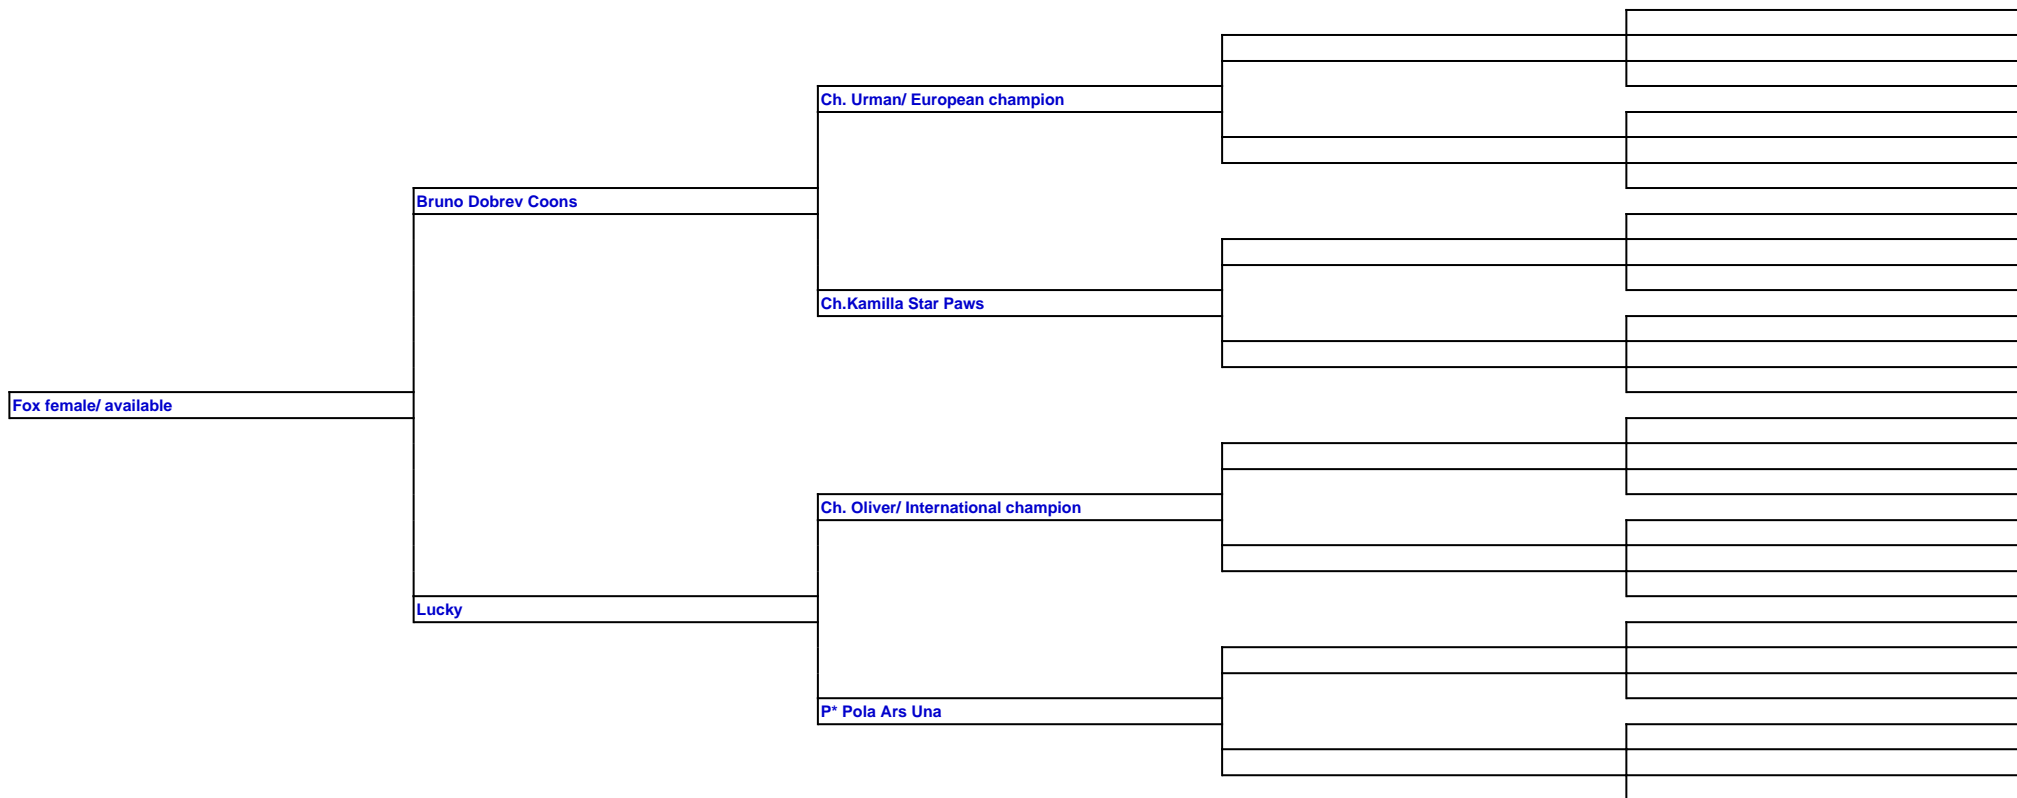 Ch. Urman/ European champion
Bruno Dobrev Coons
Ch.Kamilla Star Paws
Fox female/ available
Ch. Oliver/ International champion
Lucky
P* Pola Ars Una